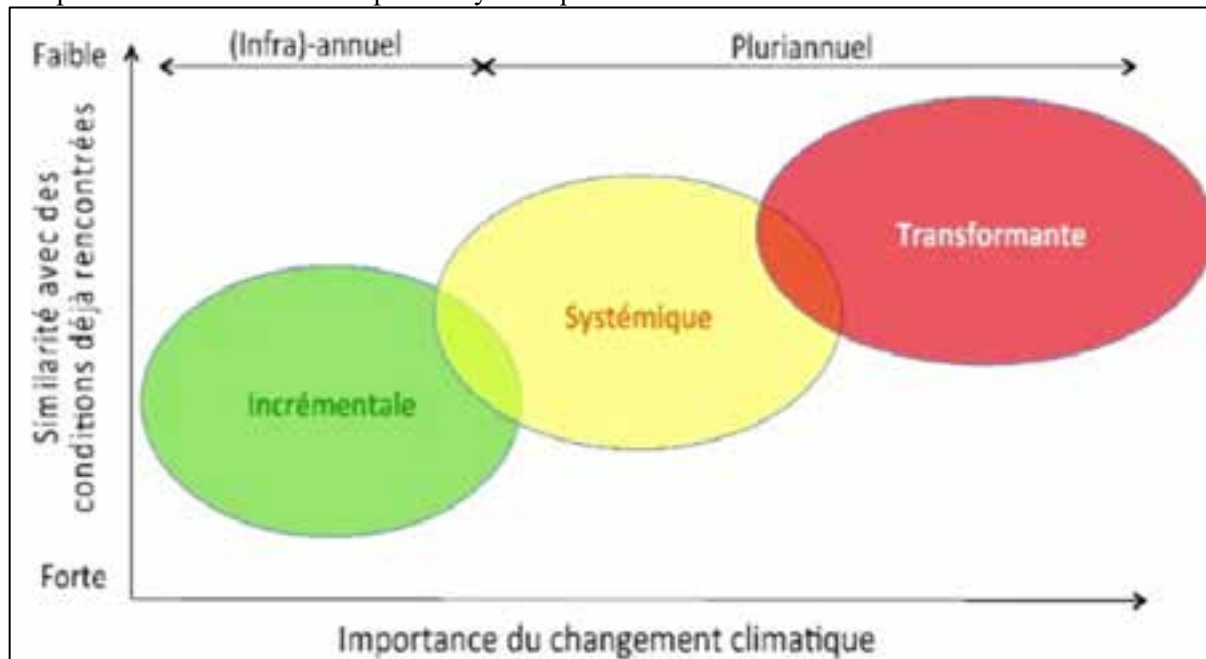 (Infra)-annuel
Pluriannuel
Faible
Similarité avec des
conditions déjà rencontrées
Transformante
Systémique
Incrémentale
Forte
Importance du changement climatique